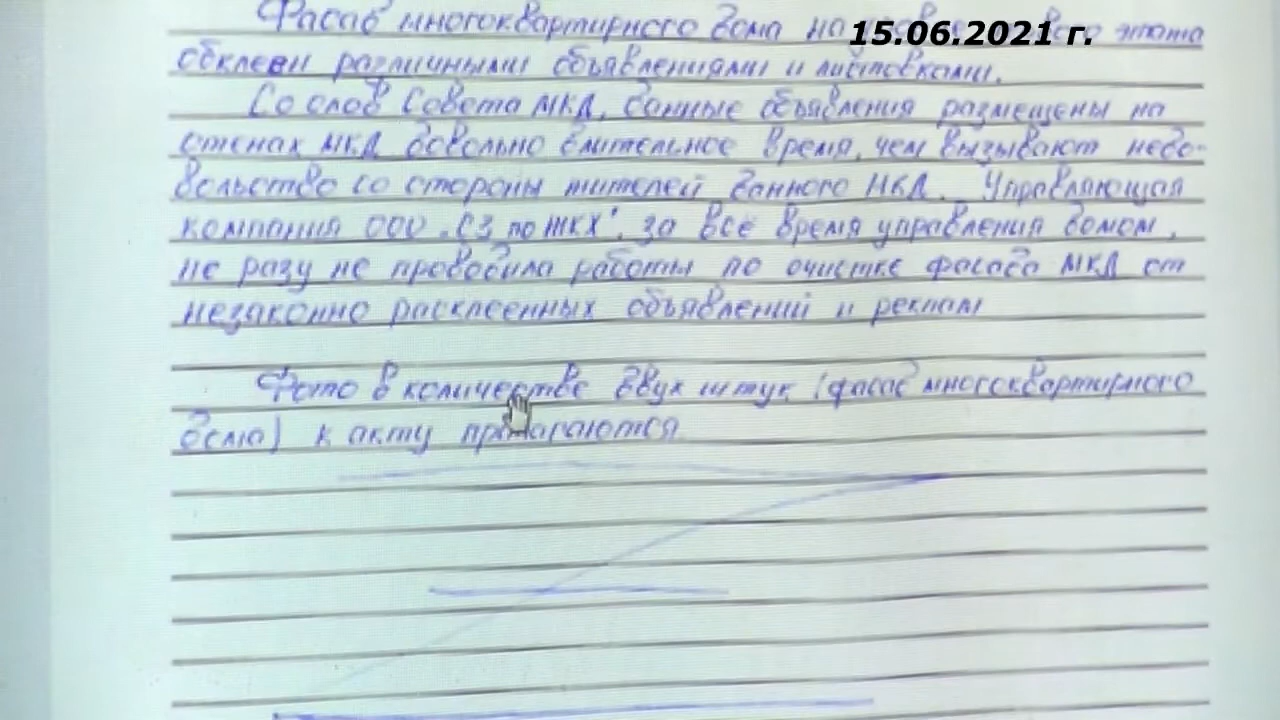 Фасад многоквартирного дома на этажа
15.06.2021 г.
обклеен различными объявлениями и листовками.
Со слов Совета МКД, данные объявления размещены на
стенах МКД довольно длительное время, чем вызывают недо-
вольство со стороны жителей данного МКД. Управляющая
компания ООО "СЗ по ЖКХ", за всё время управления домом,
не разу не проводила работы по очистке фасада МКД от
незаконно расклеенных объявлений и реклам
Фото в количестве двух штук (фасад многоквартирного
дома) к акту прилагаются